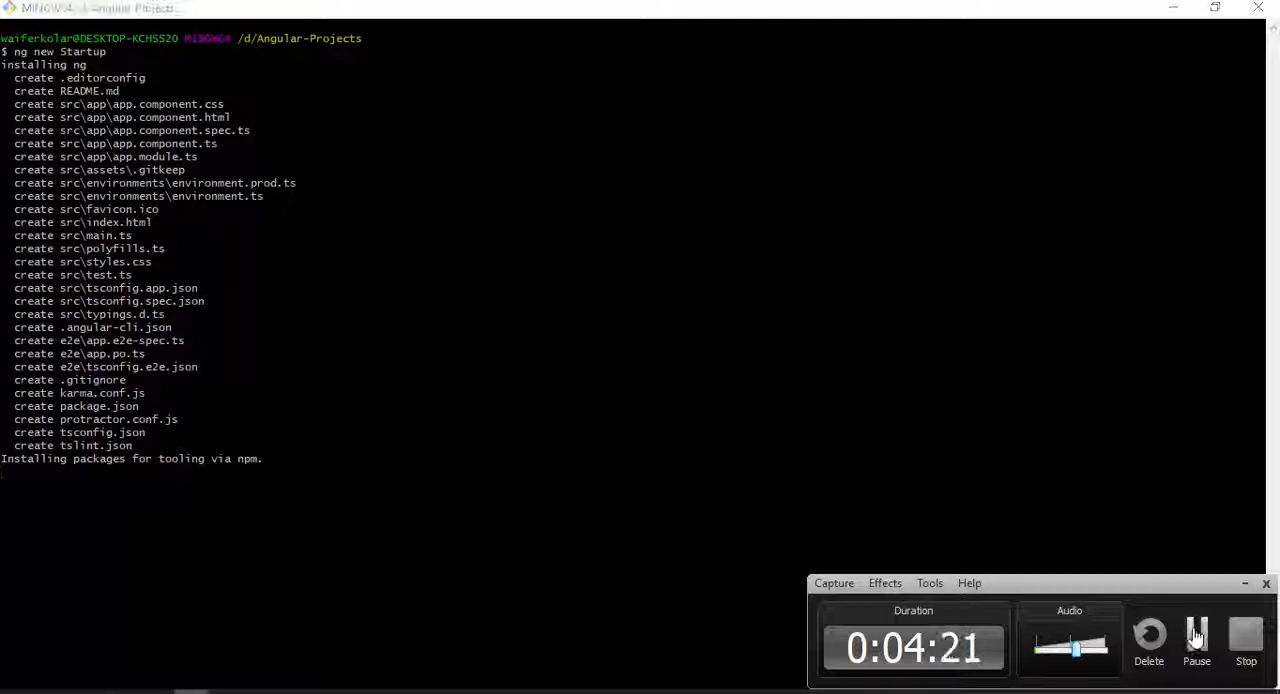 waiferkolar@DESKTOP-KCHSS2O MINGW64 /d/Angular-Projects
$ ng new Startup
installing ng
  create .editorconfig
  create README.md
  create src\app\app.component.css
  create src\app\app.component.html
  create src\app\app.component.spec.ts
  create src\app\app.component.ts
  create src\app\app.module.ts
  create src\assets\.gitkeep
  create src\environments\environment.prod.ts
  create src\environments\environment.ts
  create src\favicon.ico
  create src\index.html
  create src\main.ts
  create src\polyfills.ts
  create src\styles.css
  create src\test.ts
  create src\tsconfig.app.json
  create src\tsconfig.spec.json
  create src\typings.d.ts
  create .angular-cli.json
  create e2e\app.e2e-spec.ts
  create e2e\app.po.ts
  create e2e\tsconfig.e2e.json
  create .gitignore
  create karma.conf.js
  create package.json
  create protractor.conf.js
  create tsconfig.json
  create tslint.json
Installing packages for tooling via npm.
Capture Effects Tools Help
Duration
Audio
0:04:21
Delete Pause Stop